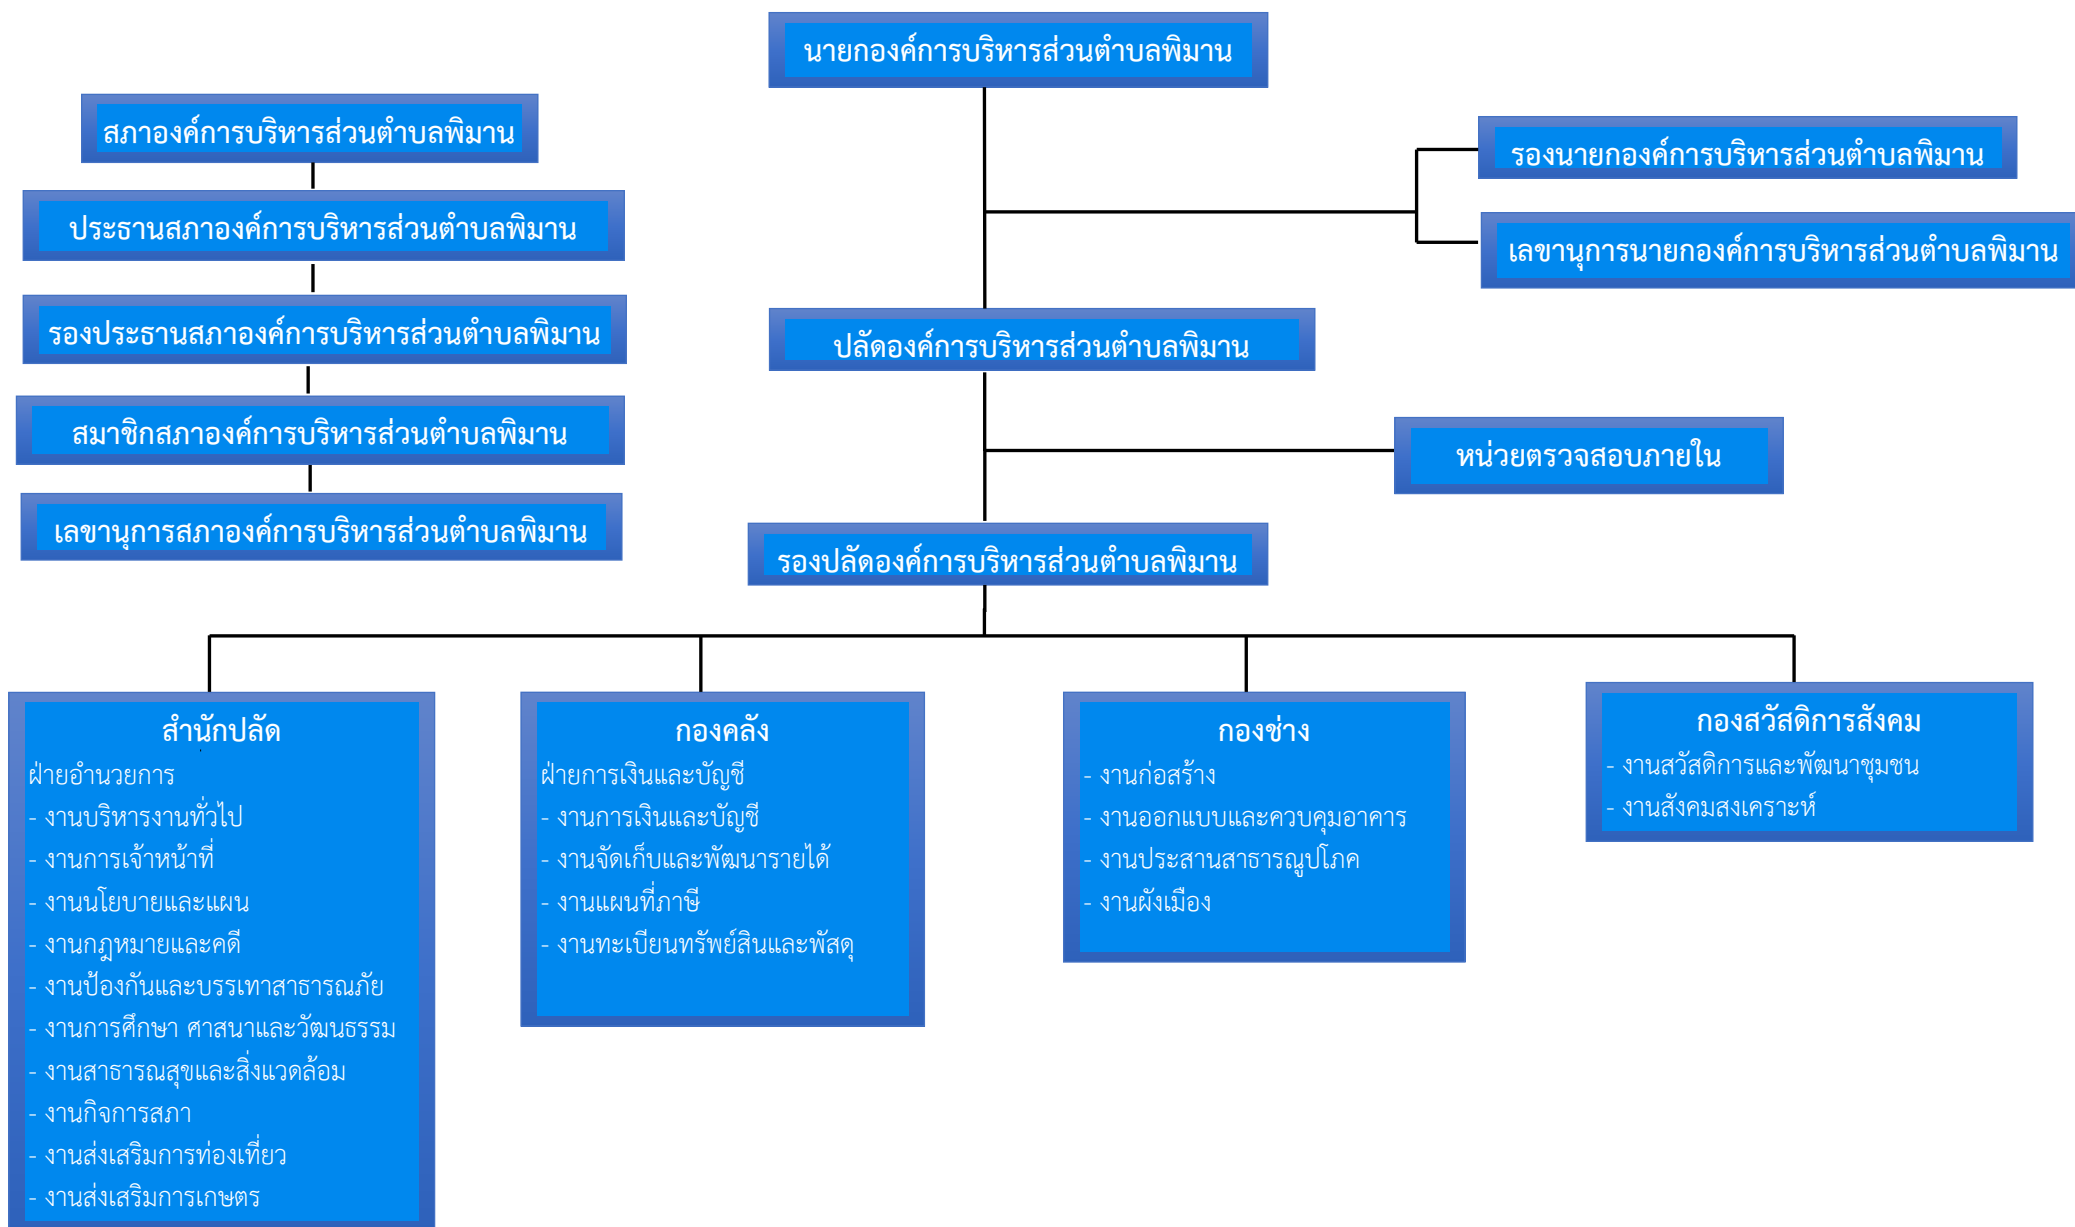 นายกองค์การบริหารส่วนตำบลพิมาน
สภาองค์การบริหารส่วนตำบลพิมาน
ประธานสภาองค์การบริหารส่วนตำบลพิมาน
รองประธานสภาองค์การบริหารส่วนตำบลพิมาน
สมาชิกสภาองค์การบริหารส่วนตำบลพิมาน
เลขานุการสภาองค์การบริหารส่วนตำบลพิมาน
รองนายกองค์การบริหารส่วนตำบลพิมาน
เลขานุการนายกองค์การบริหารส่วนตำบลพิมาน
ปลัดองค์การบริหารส่วนตำบลพิมาน
หน่วยตรวจสอบภายใน
รองปลัดองค์การบริหารส่วนตำบลพิมาน
สำนักปลัด
ฝ่ายอำนวยการ
- งานบริหารงานทั่วไป
- งานการเจ้าหน้าที่
- งานนโยบายและแผน
- งานกฎหมายและคดี
- งานป้องกันและบรรเทาสาธารณภัย
- งานการศึกษา ศาสนาและวัฒนธรรม
- งานสาธารณสุขและสิ่งแวดล้อม
- งานกิจการสภา
- งานส่งเสริมการท่องเที่ยว
- งานส่งเสริมการเกษตร
กองคลัง
ฝ่ายการเงินและบัญชี
- งานการเงินและบัญชี
- งานจัดเก็บและพัฒนารายได้
- งานแผนที่ภาษี
- งานทะเบียนทรัพย์สินและพัสดุ
กองช่าง
- งานก่อสร้าง
- งานออกแบบและควบคุมอาคาร
- งานประสานสาธารณูปโภค
- งานผังเมือง
กองสวัสดิการสังคม
- งานสวัสดิการและพัฒนาชุมชน
- งานสังคมสงเคราะห์